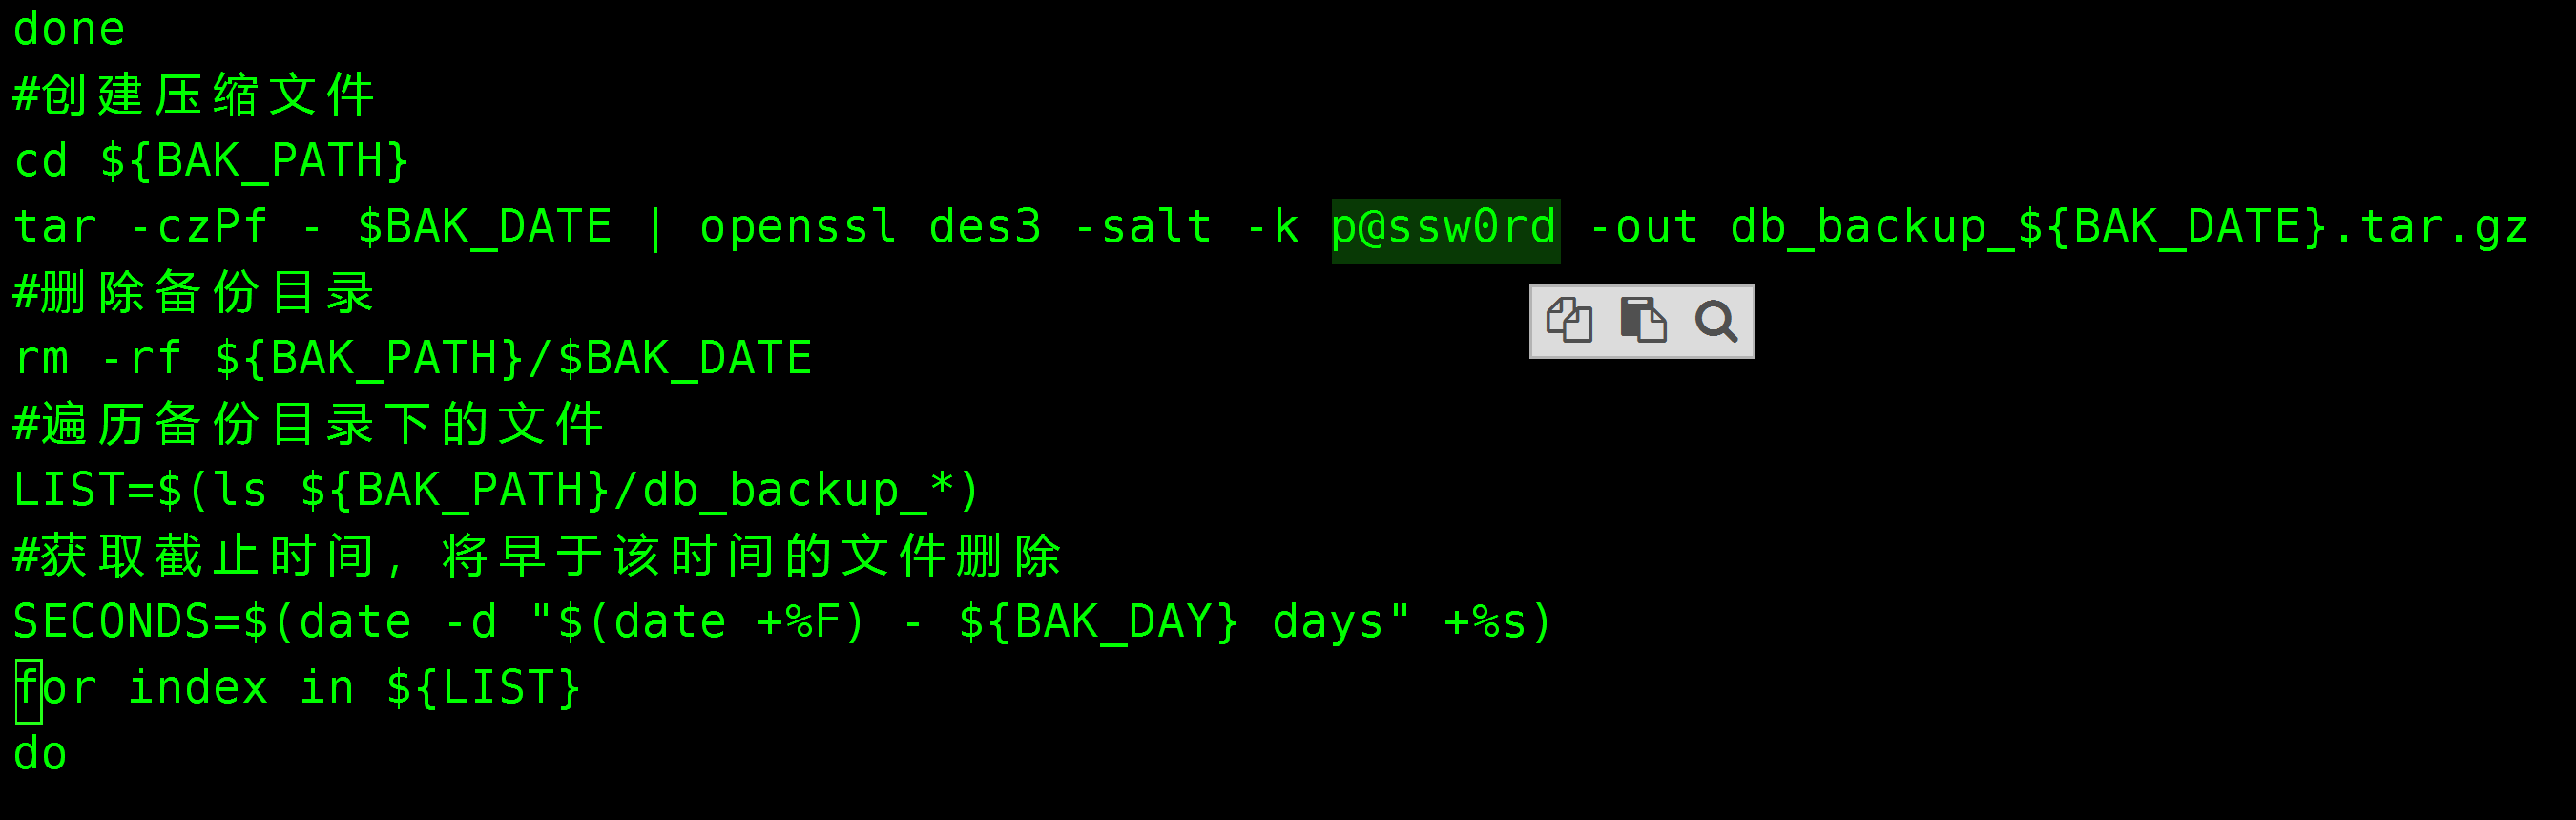 done
#创建压缩文件
cd ${BAK_PATH}
tar -czPf - $BAK_DATE | openssl des3 -salt -k p@ssw0rd -out db_backup_${BAK_DATE}.tar.gz
#删除备份目录
rm -rf ${BAK_PATH}/$BAK_DATE
#遍历备份目录下的文件
LIST=$(ls ${BAK_PATH}/db_backup_*)
#获取截止时间，将早于该时间的文件删除
SECONDS=$(date -d "$(date +%F) - ${BAK_DAY} days" +%s)
for index in ${LIST}
do